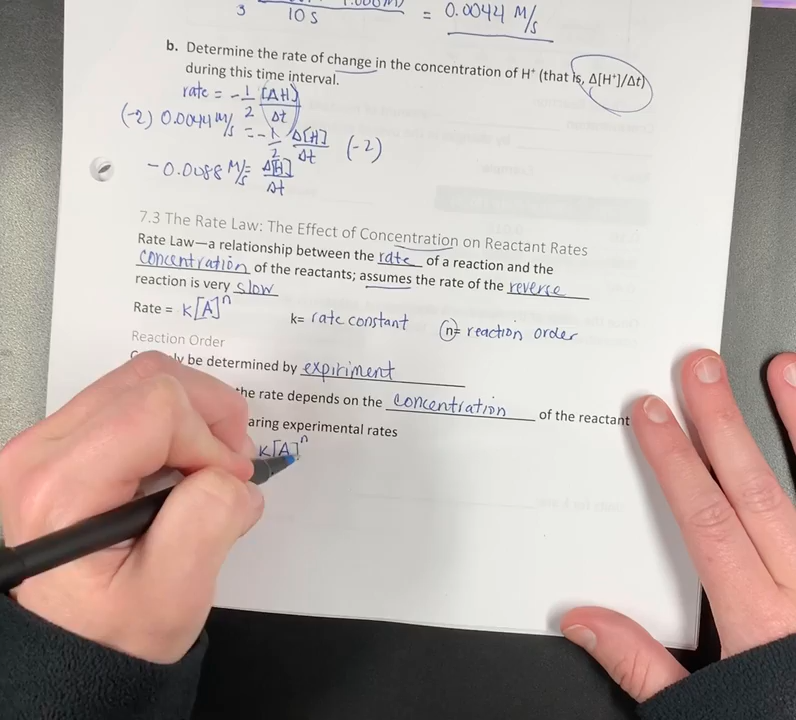 3 10 s = 0.0044 M/s
b. Determine the rate of change in the concentration of H⁺ (that is, Δ[H⁺]/Δt)
during this time interval.
rate = -1/2 [ΔH]/Δt
(-2) 0.0044 M/s = -1/2 Δ[H]/Δt (-2)
-0.0088 M/s = Δ[H]/Δt
7.3 The Rate Law: The Effect of Concentration on Reactant Rates
Rate Law—a relationship between the rate of a reaction and the
concentration of the reactants; assumes the rate of the reverse
reaction is very slow
Rate = K[A]ⁿ k= rate constant n= reaction order
Reaction Order
be determined by expiriment
the rate depends on the concentration of the reactant
experimental rates
K[A]ⁿ